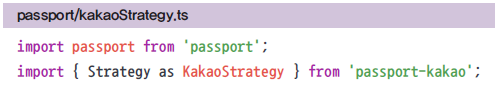 passport/kakaoStrategy.ts
import passport from 'passport';
import { Strategy as KakaoStrategy } from 'passport-kakao';